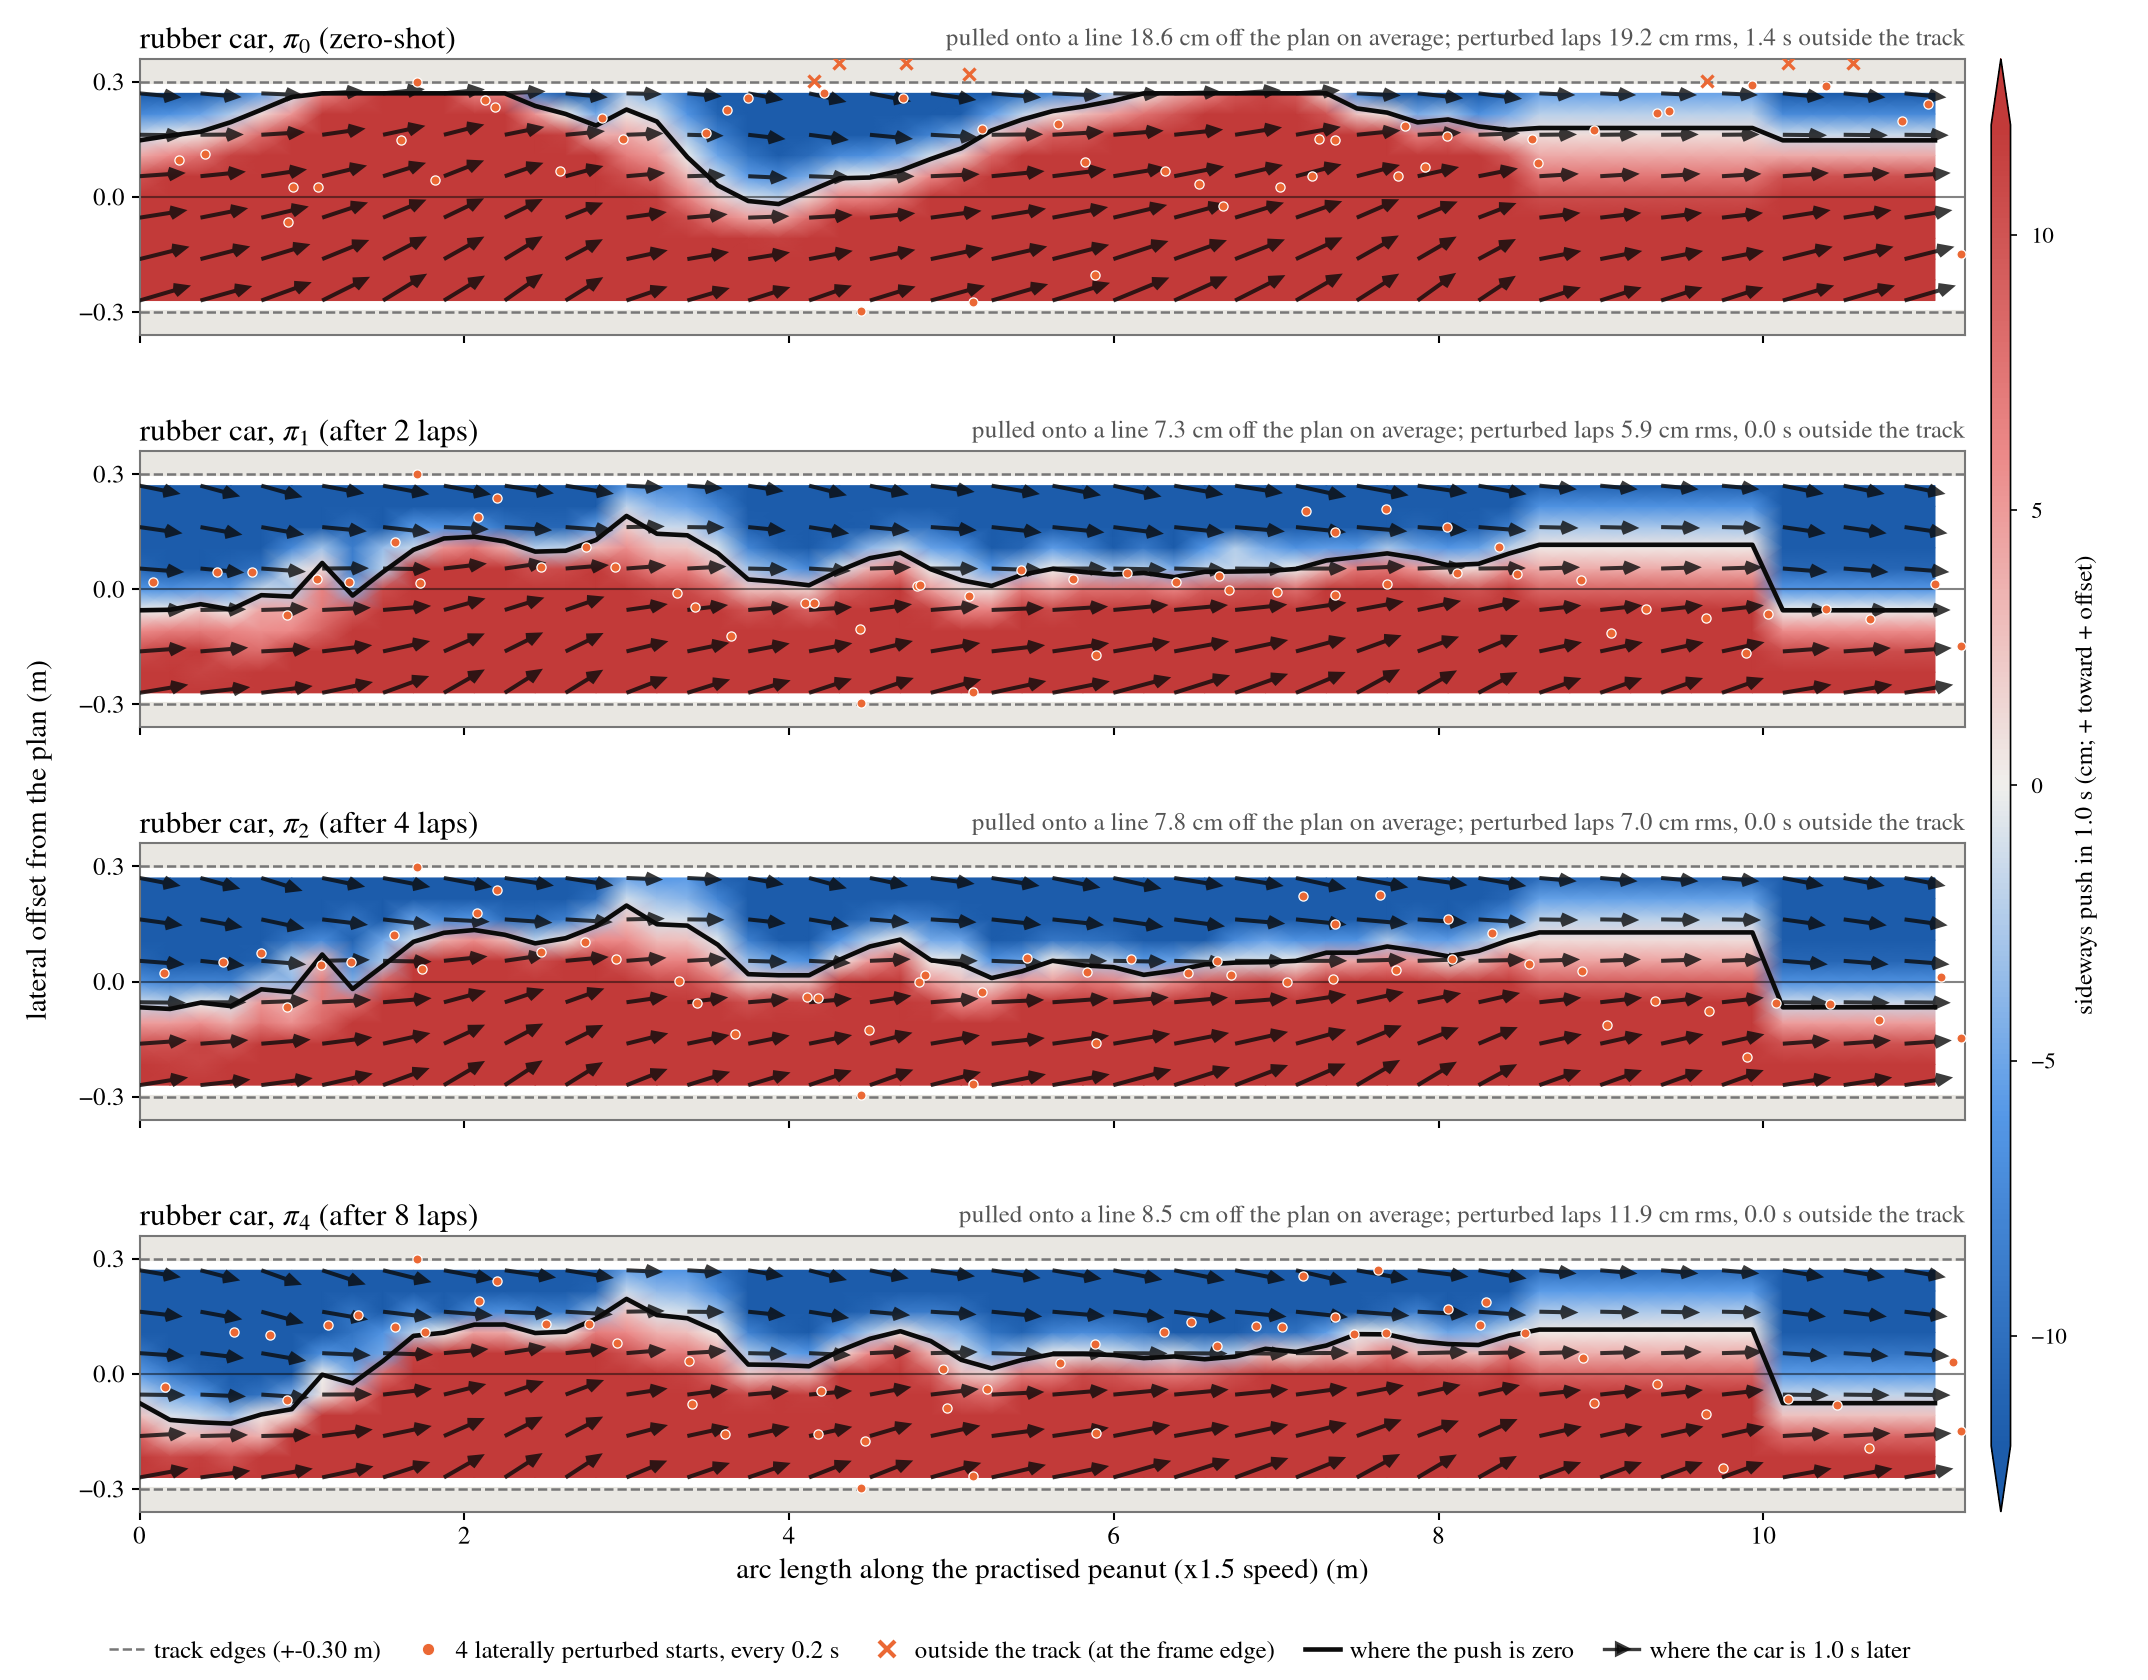 rubber car, π0 (zero-shot)
pulled onto a line 18.6 cm off the plan on average; perturbed laps 19.2 cm rms, 1.4 s outside the track
0.3
0.0
−0.3
rubber car, π1 (after 2 laps)
pulled onto a line 7.3 cm off the plan on average; perturbed laps 5.9 cm rms, 0.0 s outside the track
0.3
0.0
−0.3
rubber car, π2 (after 4 laps)
pulled onto a line 7.8 cm off the plan on average; perturbed laps 7.0 cm rms, 0.0 s outside the track
0.3
0.0
−0.3
rubber car, π4 (after 8 laps)
pulled onto a line 8.5 cm off the plan on average; perturbed laps 11.9 cm rms, 0.0 s outside the track
0.3
0.0
−0.3
0 2 4 6 8 10
arc length along the practised peanut (x1.5 speed) (m)
lateral offset from the plan (m)
10
5
0
−5
−10
sideways push in 1.0 s (cm; + toward + offset)
track edges (+-0.30 m)
4 laterally perturbed starts, every 0.2 s
outside the track (at the frame edge)
where the push is zero
where the car is 1.0 s later